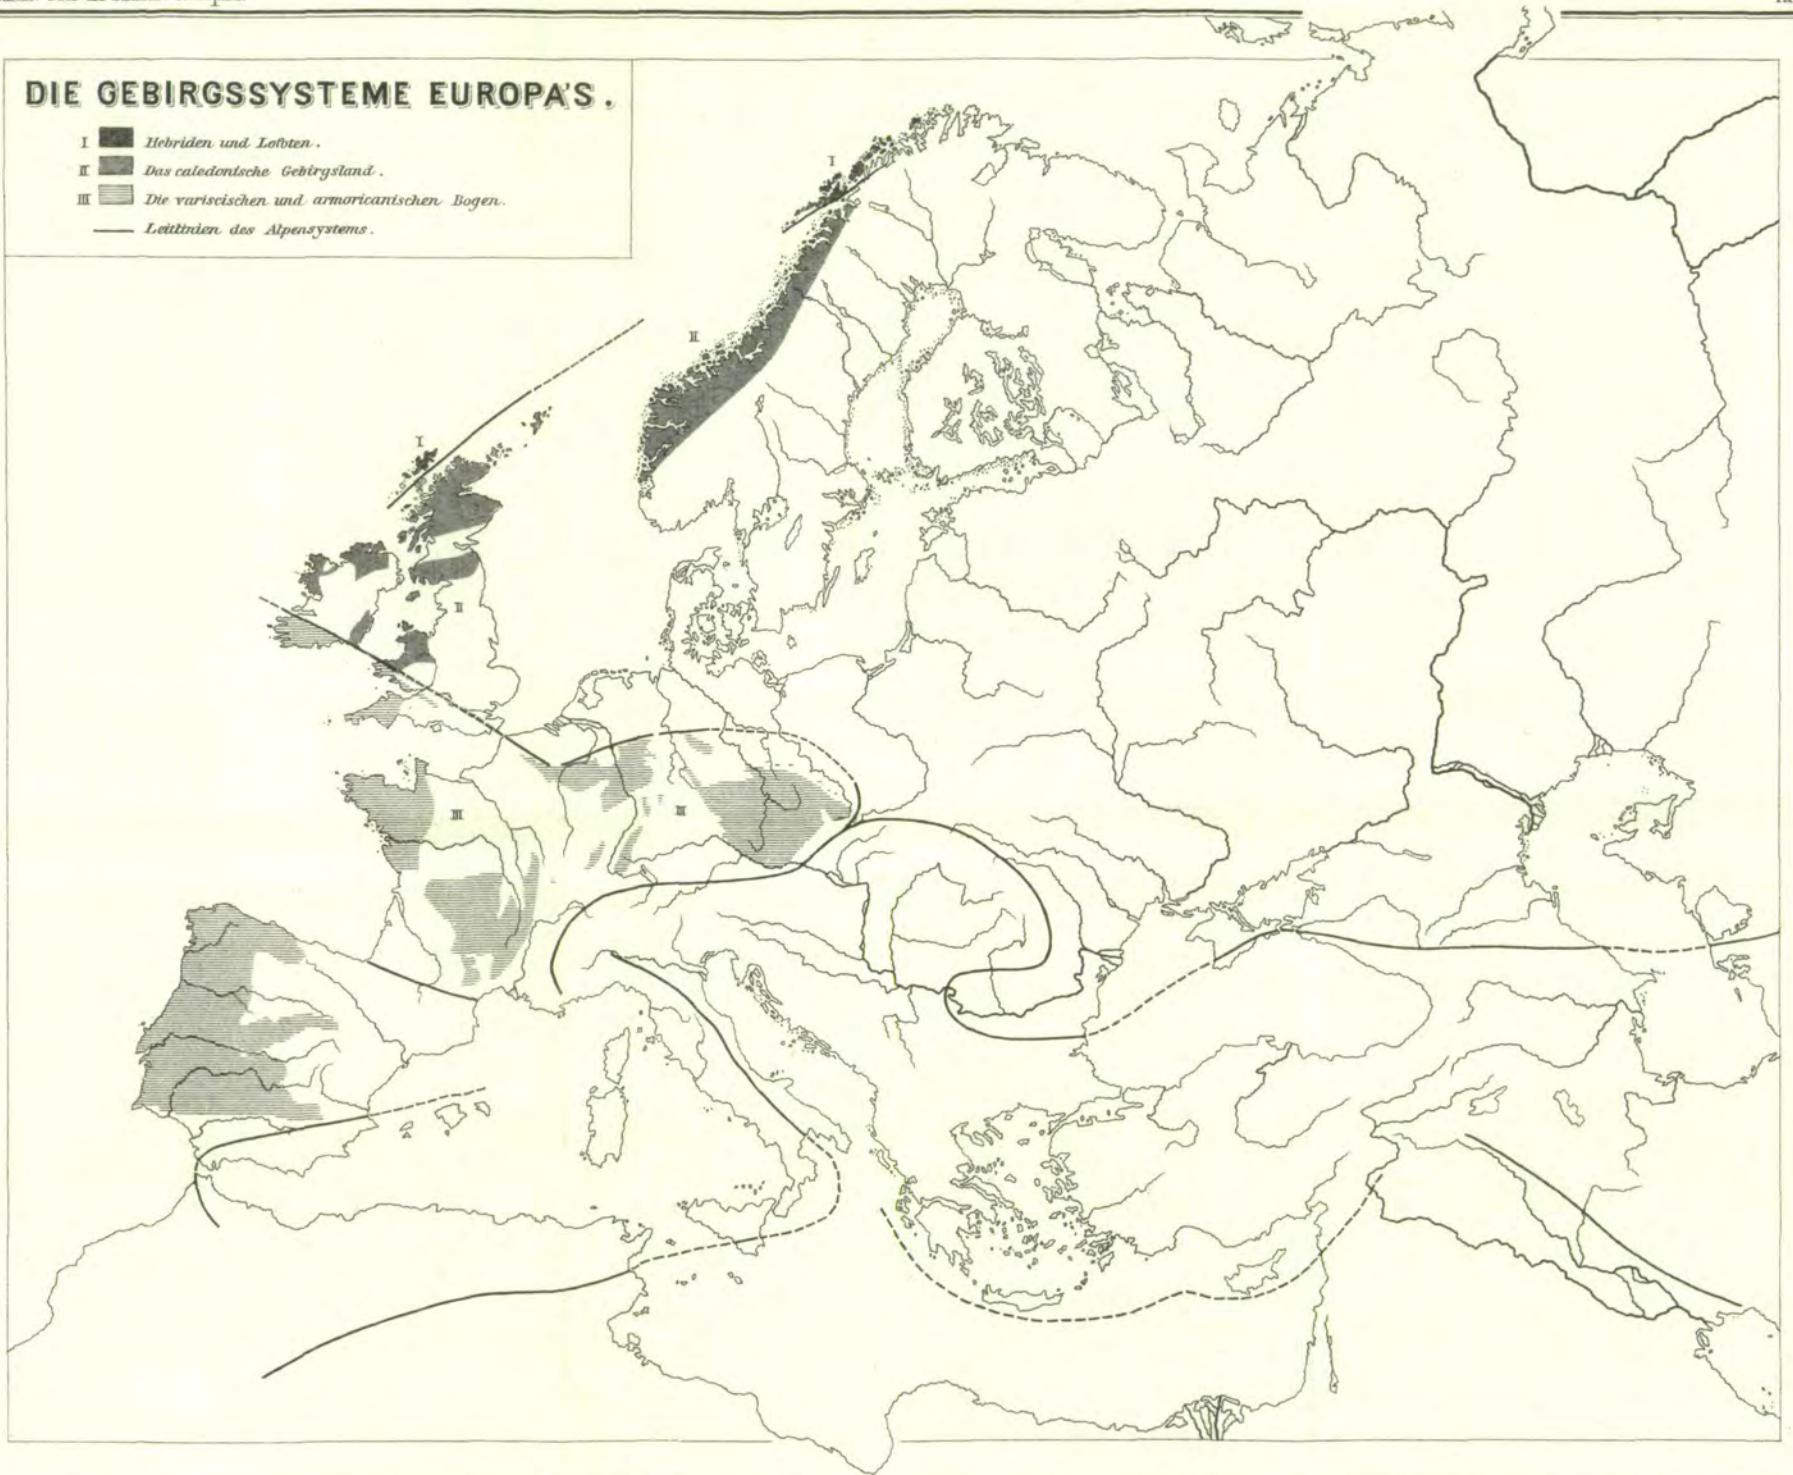 DIE GEBIRGSSYSTEME EUROPA'S.
I Hebriden und Lofoten.
II Das caledonische Gebirgsland.
III Die variscischen und armoricanischen Bogen.
Leitlinien des Alpensystems.
I
II
I
II
III
III